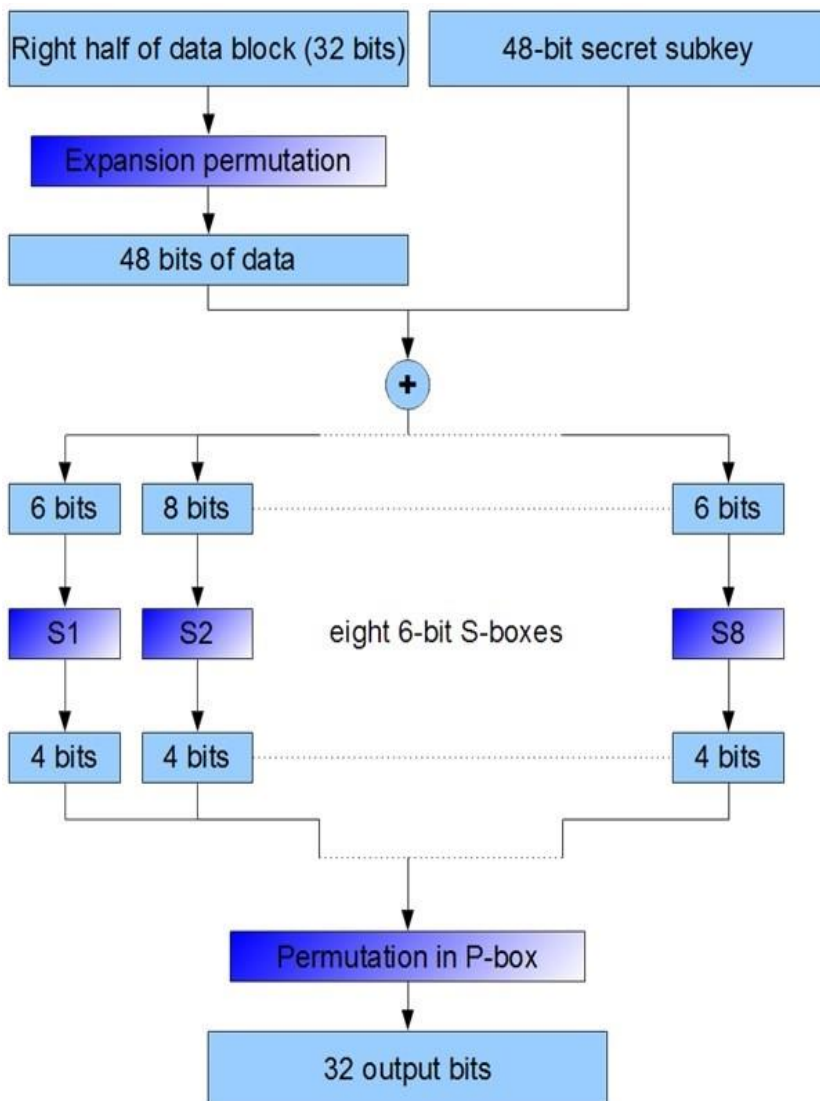 Right half of data block (32 bits)
48-bit secret subkey
Expansion permutation
48 bits of data
+
6 bits
8 bits
6 bits
S1
S2
eight 6-bit S-boxes
S8
4 bits
4 bits
4 bits
Permutation in P-box
32 output bits